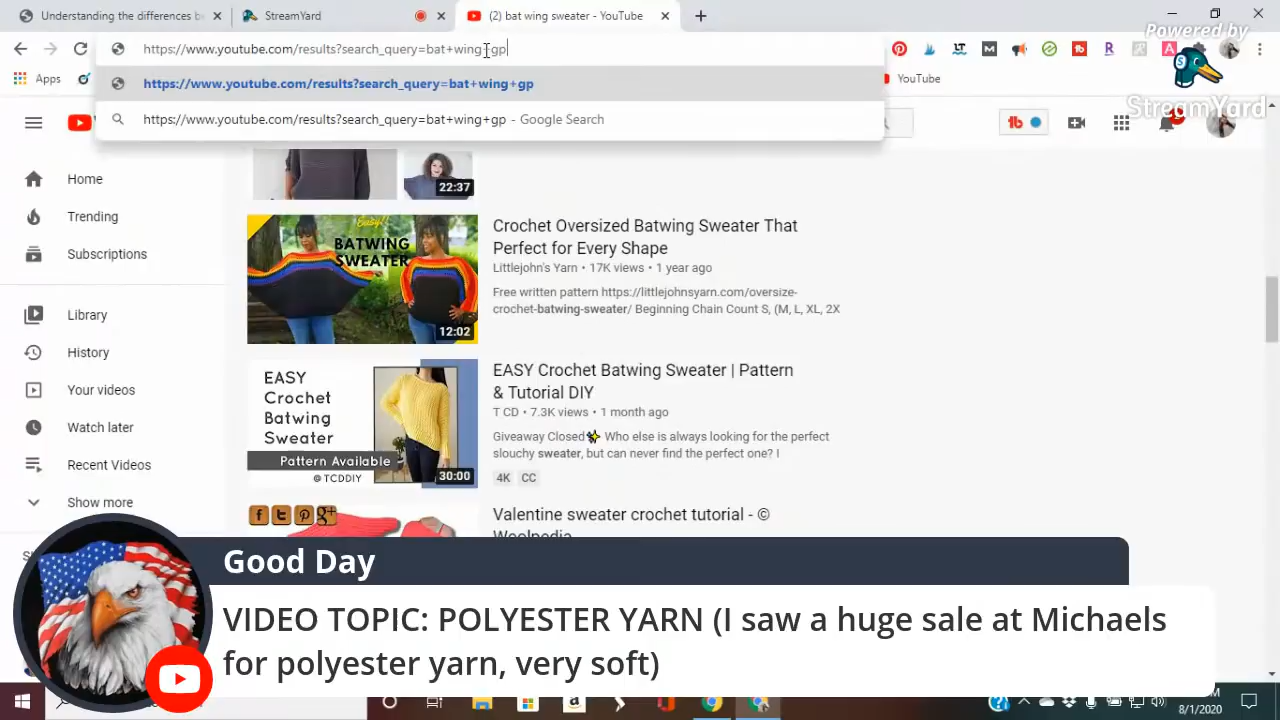 Understanding the differences b
StreamYard
(2) bat wing sweater - YouTube
https://www.youtube.com/results?search_query=bat+wing+gp
https://www.youtube.com/results?search_query=bat+wing+gp
https://www.youtube.com/results?search_query=bat+wing+gp - Google Search
Apps
YouTube
Powered by
StreamYard
Home
Trending
Subscriptions
Library
History
Your videos
Watch later
Recent Videos
Show more
22:37
Easy!!
BATWING
SWEATER
12:02
Crochet Oversized Batwing Sweater That
Perfect for Every Shape
Littlejohn's Yarn • 17K views • 1 year ago
Free written pattern https://littlejohnsyarn.com/oversize-
crochet-batwing-sweater/ Beginning Chain Count S, (M, L, XL, 2X
EASY
Crochet
Batwing
Sweater
Pattern Available
@TCDDIY
30:00
EASY Crochet Batwing Sweater | Pattern
& Tutorial DIY
T CD • 7.3K views • 1 month ago
Giveaway Closed✨ Who else is always looking for the perfect
slouchy sweater, but can never find the perfect one? I
4K CC
Valentine sweater crochet tutorial - ©
Woolpedia
Good Day
VIDEO TOPIC: POLYESTER YARN (I saw a huge sale at Michaels
for polyester yarn, very soft)
8/1/2020